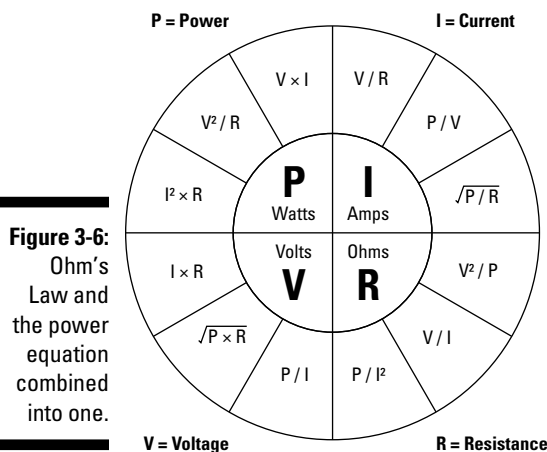 P = Power
I = Current
V × I
V / R
V² / R
P / V
I² × R
P
Watts
I
Amps
√P / R
Figure 3-6:
Ohm's
Law and
the power
equation
combined
into one.
I × R
Volts
V
Ohms
R
V² / P
√P × R
V / I
P / I
P / I²
V = Voltage
R = Resistance